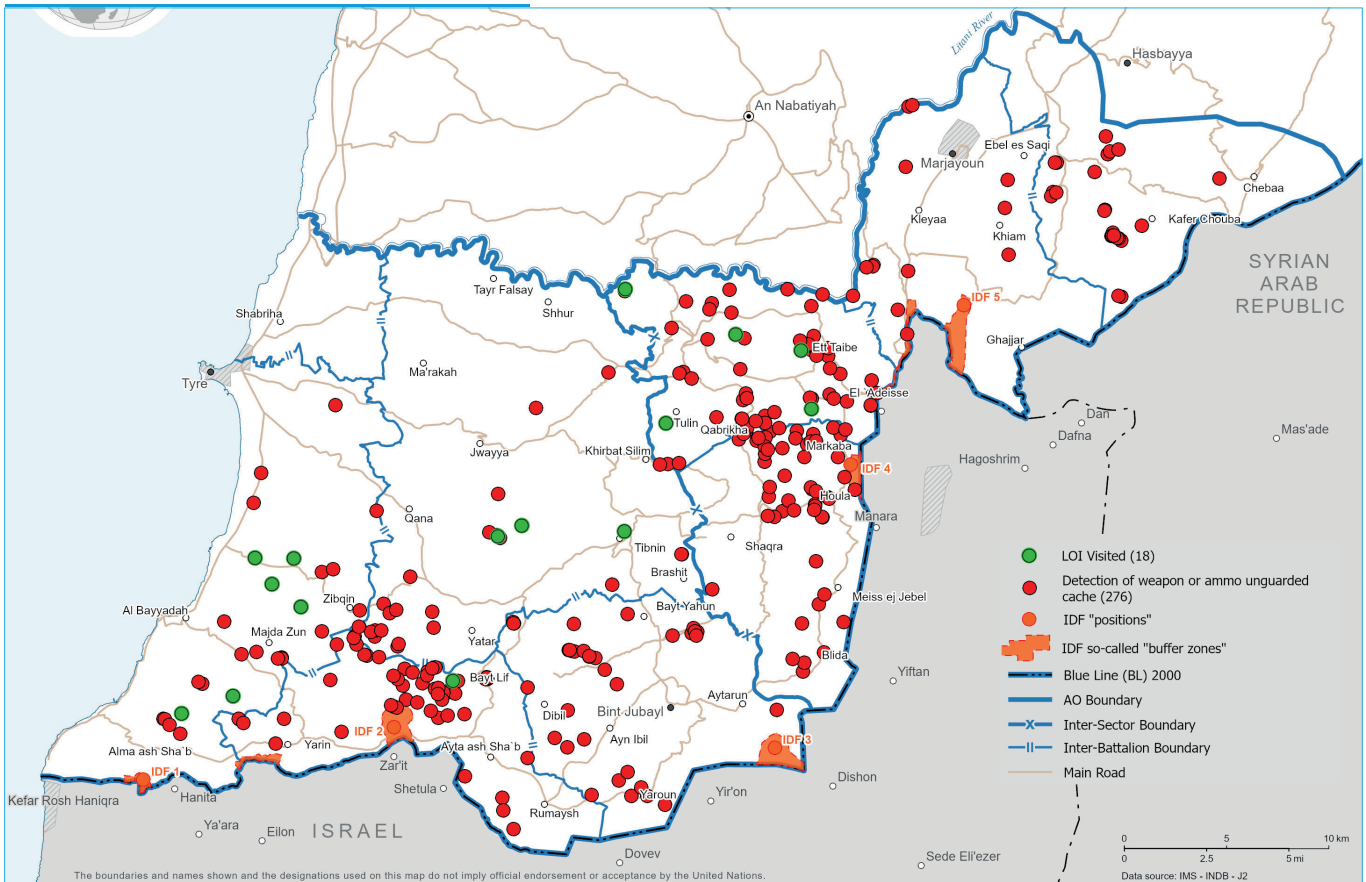 Litani River
Hasbayya
An Nabatiyah
Ebel es Saqi
Marjayoun
Chebaa
Kleyaa
Kafer Chouba
Khiam
SYRIAN
ARAB
REPUBLIC
Tayr Falsay
Shhur
IDF 5
Shabriha
Ghajjar
Ett Taibe
Ma'rakah
Tyre
El 'Adeisse
Tulin
Qabrikha
Dan
Dafna
Mas'ade
Jwayya
Khirbat Silim
Markaba
Hagoshrim
IDF 4
Houla
Qana
Manara
Tibnin
Shaqra
Brashit
Meiss ej Jebel
Zibqin
Al Bayyadah
Bayt Yahun
Majda Zun
Yatar
Blida
Bayt Lif
Yiftan
Aytarun
Dibil
Bint Jubayl
IDF 2
Ayn Ibil
Yarin
Alma ash Sha`b
Ayta ash Sha`b
IDF 3
Zar'it
IDF 1
Dishon
Kefar Rosh Haniqra
Hanita
Shetula
Yaroun
Yir'on
Rumaysh
Ya'ara
Eilon
ISRAEL
Dovev
Sede Eli'ezer
LOI Visited (18)
Detection of weapon or ammo unguarded
cache (276)
IDF "positions"
IDF so-called "buffer zones"
Blue Line (BL) 2000
AO Boundary
Inter-Sector Boundary
Inter-Battalion Boundary
Main Road
0 5 10 km
0 2.5 5 mi
The boundaries and names shown and the designations used on this map do not imply official endorsement or acceptance by the United Nations.
Data source: IMS - INDB - J2